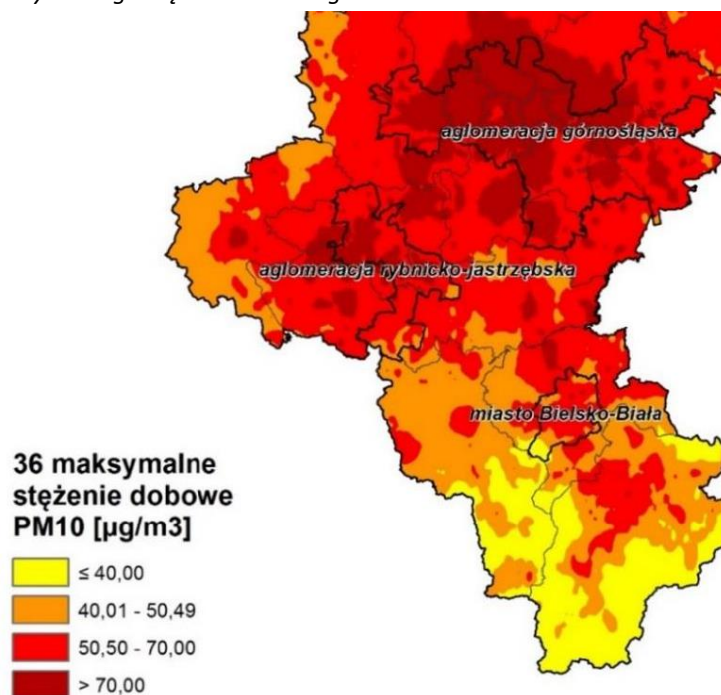 aglomeracja górnośląska
aglomeracja rybnicko-jastrzębska
miasto Bielsko-Biała
36 maksymalne
stężenie dobowe
PM10 [µg/m3]
≤ 40,00
40,01 - 50,49
50,50 - 70,00
> 70,00